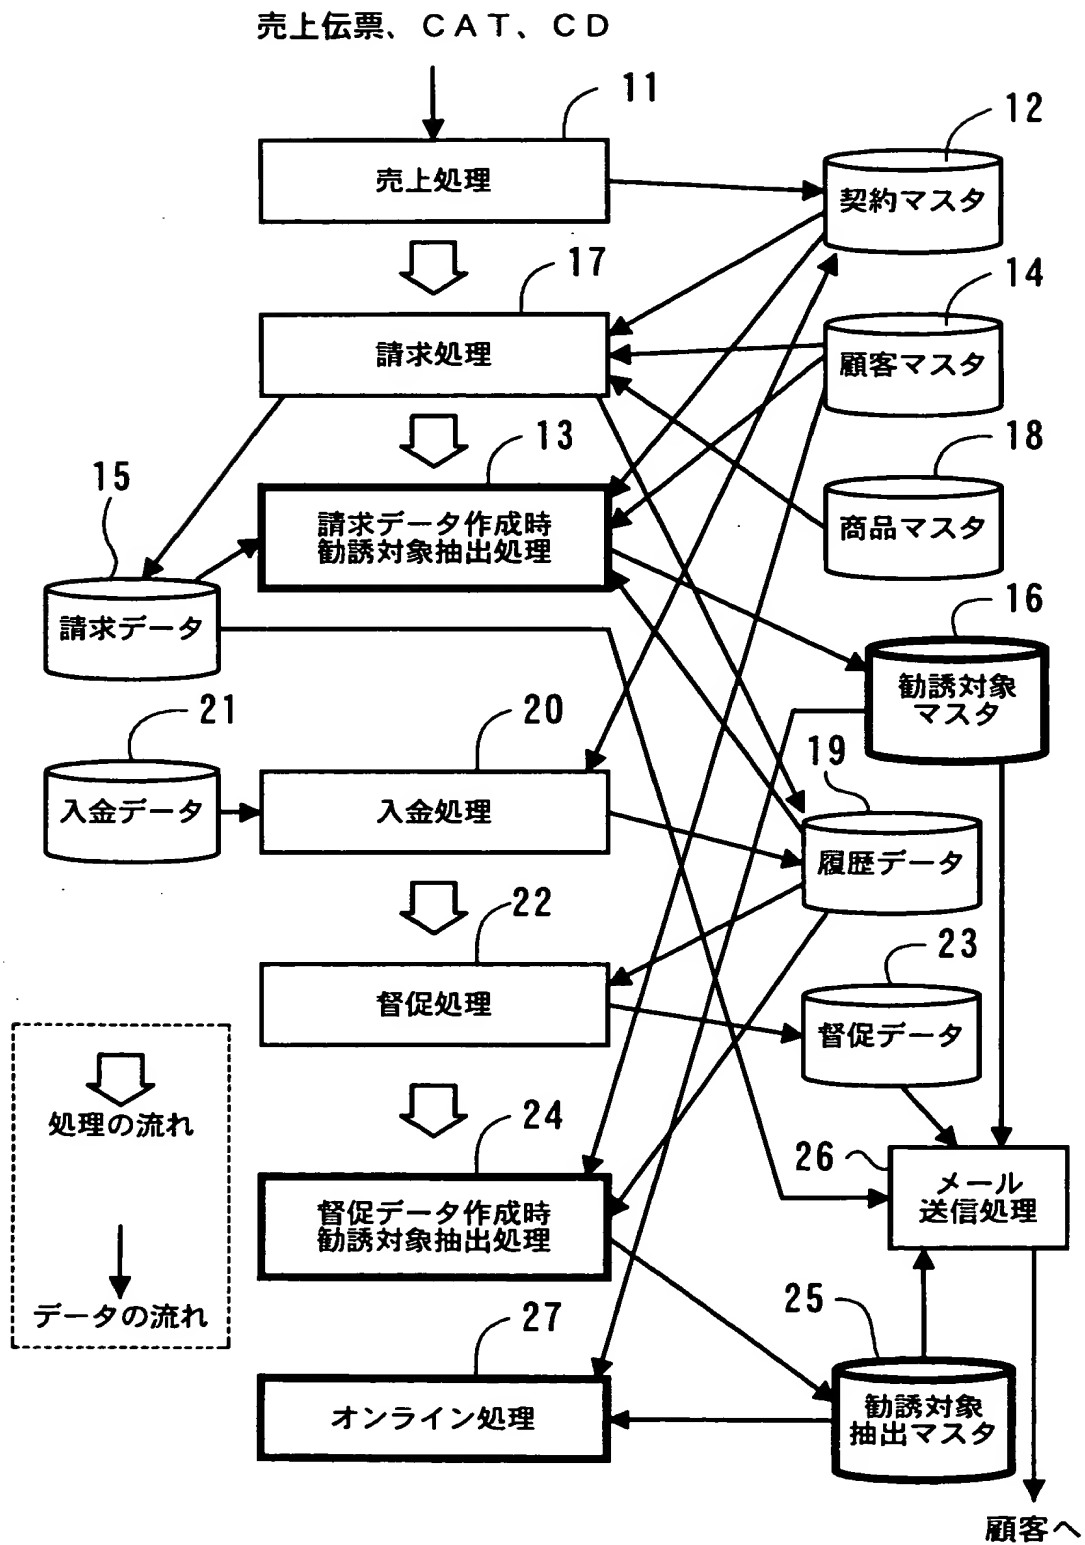 売上伝票、ＣＡＴ、ＣＤ
11
売上処理
12
契約マスタ
17
請求処理
14
顧客マスタ
13
請求データ作成時
勧誘対象抽出処理
18
商品マスタ
15
請求データ
16
勧誘対象
マスタ
21
入金データ
20
入金処理
19
履歴データ
22
督促処理
23
督促データ
処理の流れ
データの流れ
24
督促データ作成時
勧誘対象抽出処理
26
メール
送信処理
27
オンライン処理
25
勧誘対象
抽出マスタ
顧客へ